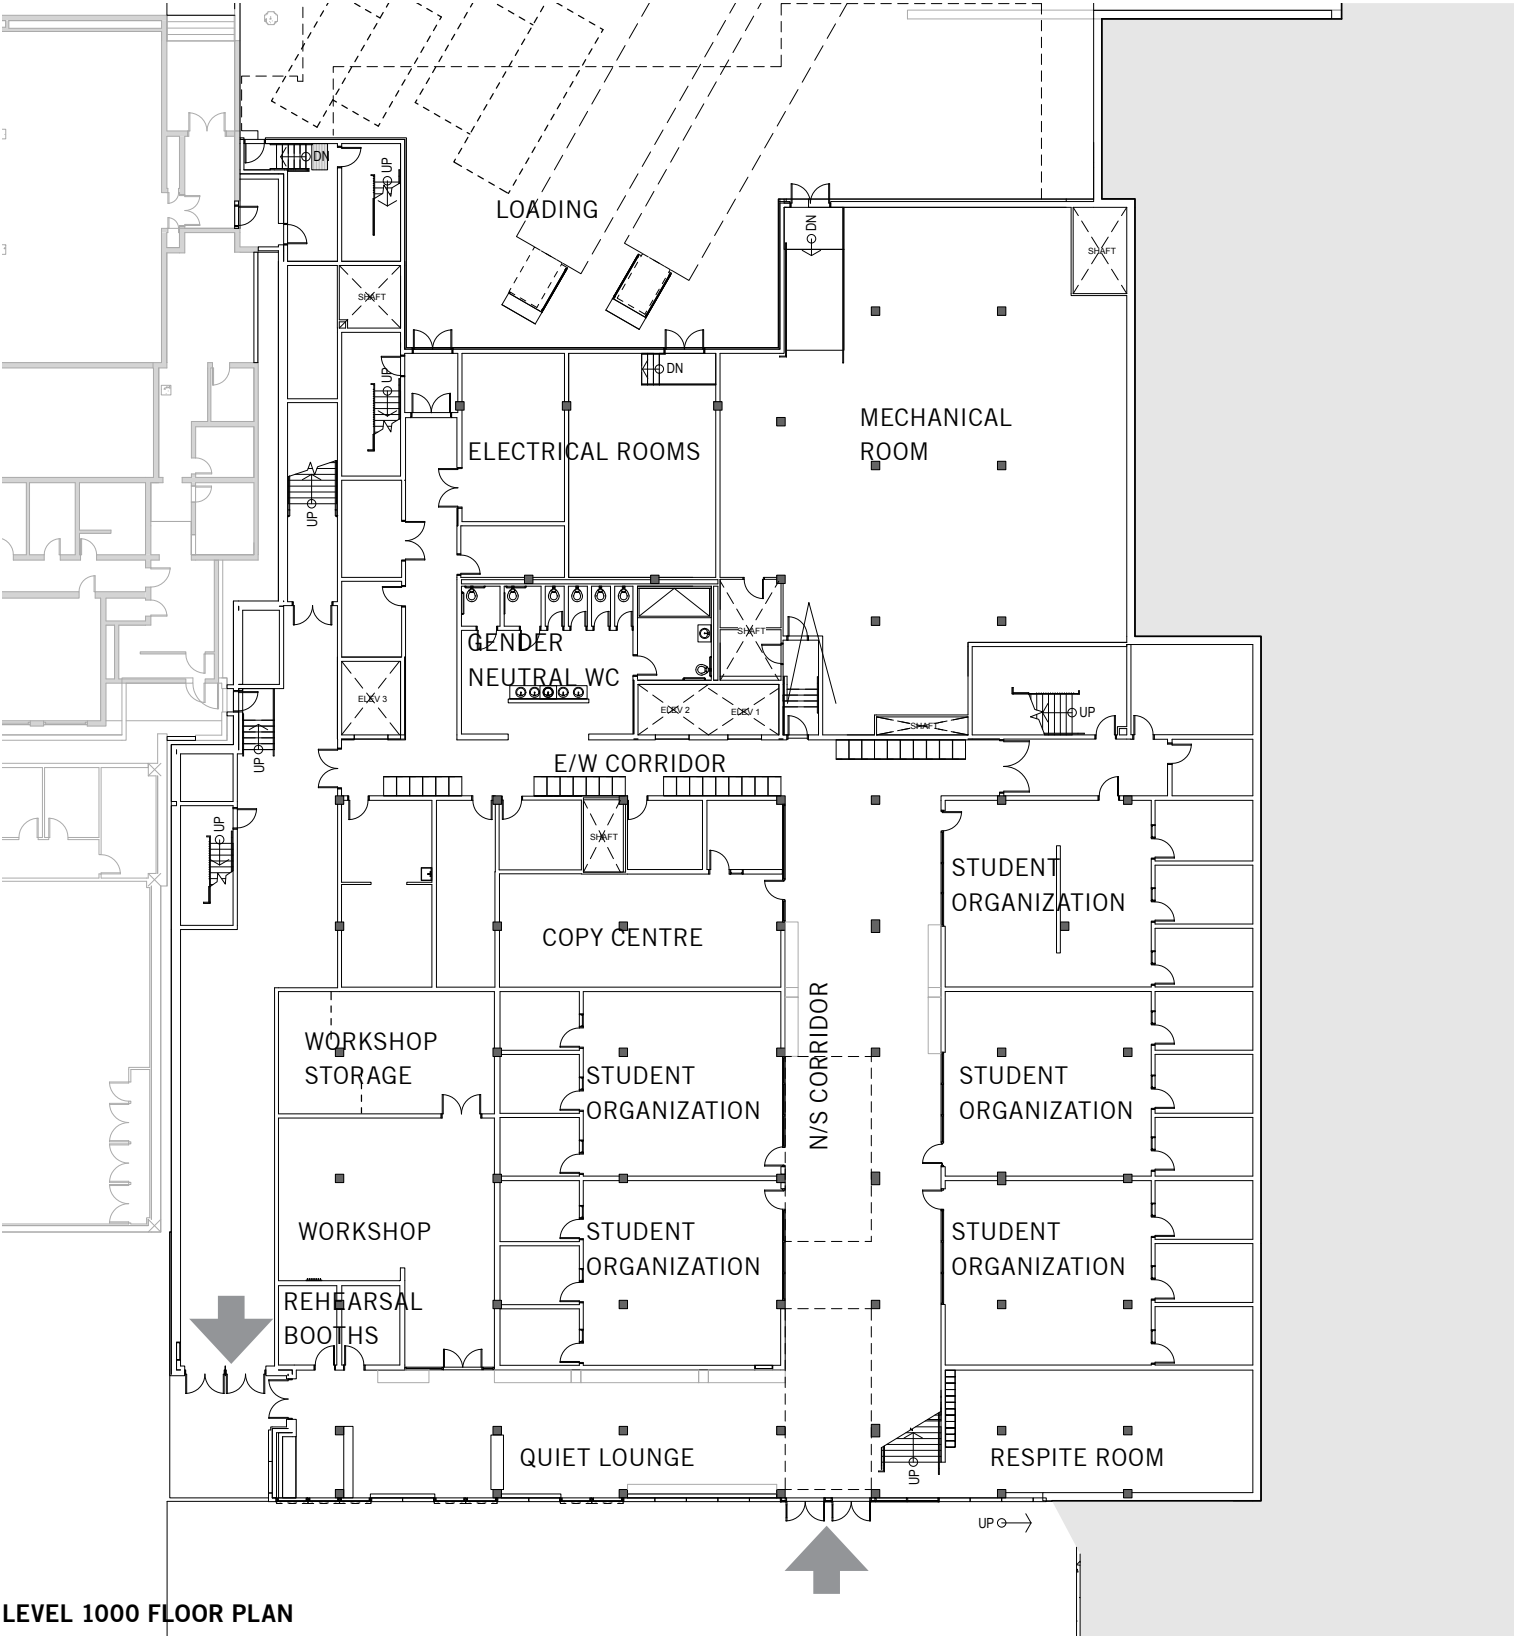 DN
UP
LOADING
DN
SHAFT
SHAFT
UP
DN
MECHANICAL
ROOM
ELECTRICAL ROOMS
UP
GENDER
NEUTRAL WC
SHAFT
ELEV 3
ELEV 2
ELEV 1
SHAFT
UP
UP
E/W CORRIDOR
UP
SHAFT
STUDENT
ORGANIZATION
COPY CENTRE
N/S CORRIDOR
WORKSHOP
STORAGE
STUDENT
ORGANIZATION
STUDENT
ORGANIZATION
WORKSHOP
STUDENT
ORGANIZATION
STUDENT
ORGANIZATION
REHEARSAL
BOOTHS
QUIET LOUNGE
UP
RESPITE ROOM
UP
LEVEL 1000 FLOOR PLAN